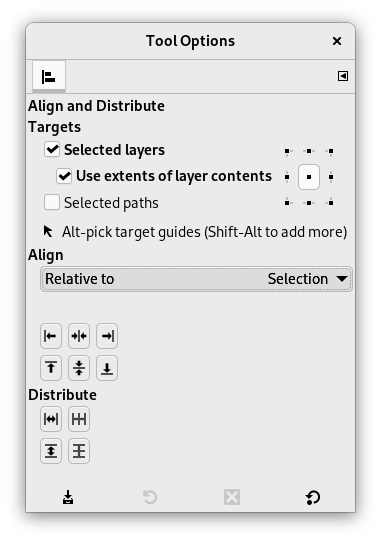 Tool Options
Align and Distribute
Targets
Selected layers
Use extents of layer contents
Selected paths
Alt-pick target guides (Shift-Alt to add more)
Align
Relative to Selection
Distribute